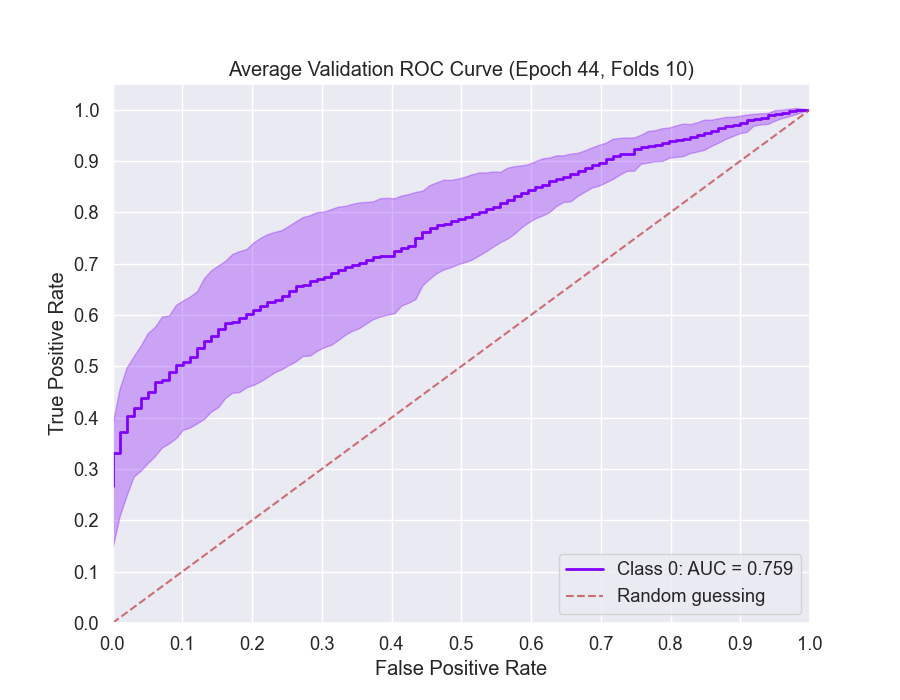 Average Validation ROC Curve (Epoch 44, Folds 10)
True Positive Rate
1.0
0.9
0.8
0.7
0.6
0.5
0.4
0.3
0.2
0.1
0.0
Class 0: AUC = 0.759
Random guessing
0.0 0.1 0.2 0.3 0.4 0.5 0.6 0.7 0.8 0.9 1.0
False Positive Rate